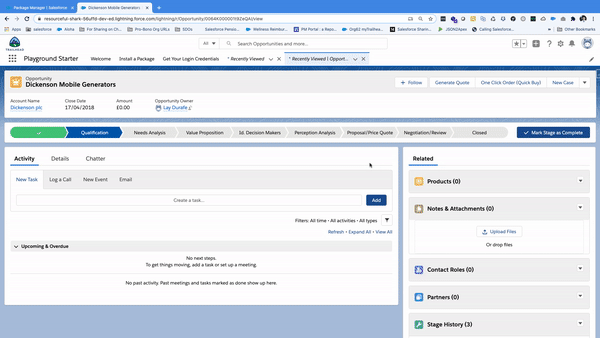 Package Manager | Salesforce
Dickenson Mobile Generators
resourceful-shark-56uffd-dev-ed.lightning.force.com/lightning/r/Opportunity/
/view
Apps
Alooma
For Sharing on Ch...
Pro-Bono Org URLs
SDOs
Salesforce Person...
Wellness Reimbur...
PM Portal - a Rep...
JSON2Apex
Calling Salesforce...
Other Bookmarks
All
Search Opportunities and more...
Playground Starter
Welcome
Install a Package
Get Your Login Credentials
* Recently Viewed
* Recently Viewed | Opport...
Opportunity
Dickenson Mobile Generators
+ Follow
Generate Quote
One Click Order (Quick Buy)
New Case
Account Name
Close Date
Amount
Opportunity Owner
Dickenson plc
17/04/2018
£0.00
Lay Durafe
Qualification
Needs Analysis
Value Proposition
Id. Decision Makers
Perception Analysis
Proposal/Price Quote
Negotiation/Review
Closed
Mark Stage as Complete
Activity
Details
Chatter
New Task
Log a Call
New Event
Email
Create a task...
Add
Filters: All time • All activities • All types
Refresh • Expand All • View All
Upcoming & Overdue
No next steps.
To get things moving, add a task or set up a meeting.
No past activity. Past meetings and tasks marked as done show up here.
Related
Products (0)
Notes & Attachments (0)
Upload Files
Or drop files
Contact Roles (0)
Partners (0)
Stage History (3)